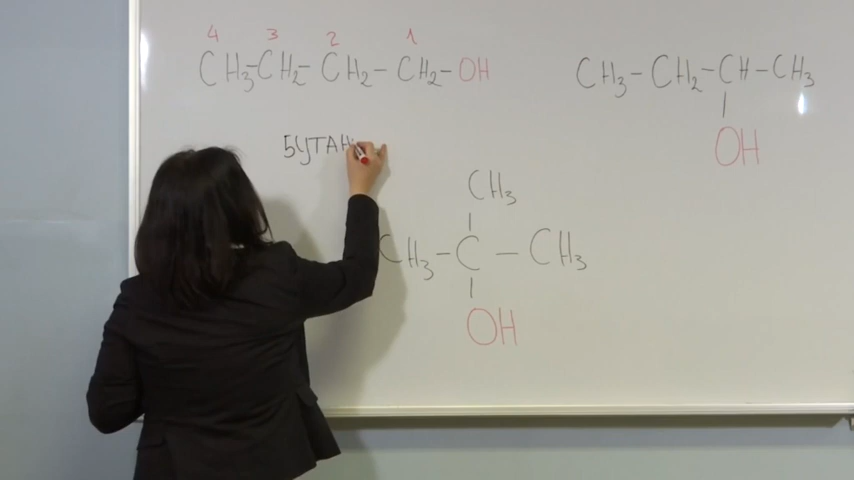 4 3 2 1
CH₃-CH₂-CH₂-CH₂-OH
CH₃-CH₂-CH-CH₃
|
OH
БУТАН
CH₃
|
CH₃-C-CH₃
|
OH